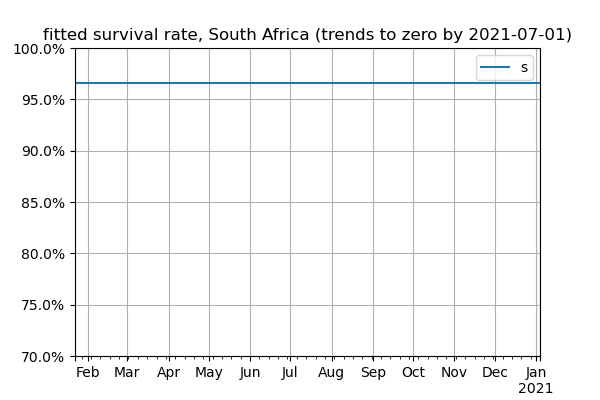 fitted survival rate, South Africa (trends to zero by 2021-07-01)
100.0%
s
95.0%
90.0%
85.0%
80.0%
75.0%
70.0%
Feb Mar Apr May Jun Jul Aug Sep Oct Nov Dec Jan
2021